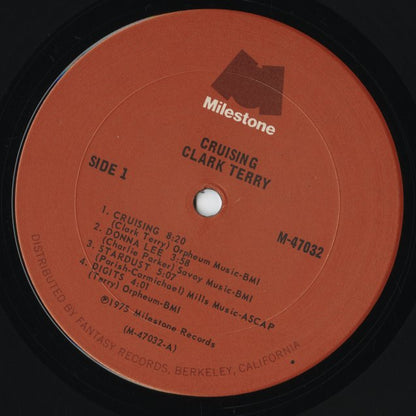 Milestone
CRUISING
CLARK TERRY
SIDE 1
M-47032
1. CRUISING 8:20
(Clark Terry) Orpheum Music-BMI
2. DONNA LEE 3:58
(Charlie Parker) Savoy Music-BMI
3. STARDUST 5:07
(Parish-Carmichael) Mills Music-ASCAP
4. DIGITS 4:01
(Terry) Orpheum-BMI
℗1975 Milestone Records
(M-47032-A)
DISTRIBUTED BY FANTASY RECORDS, BERKELEY, CALIFORNIA